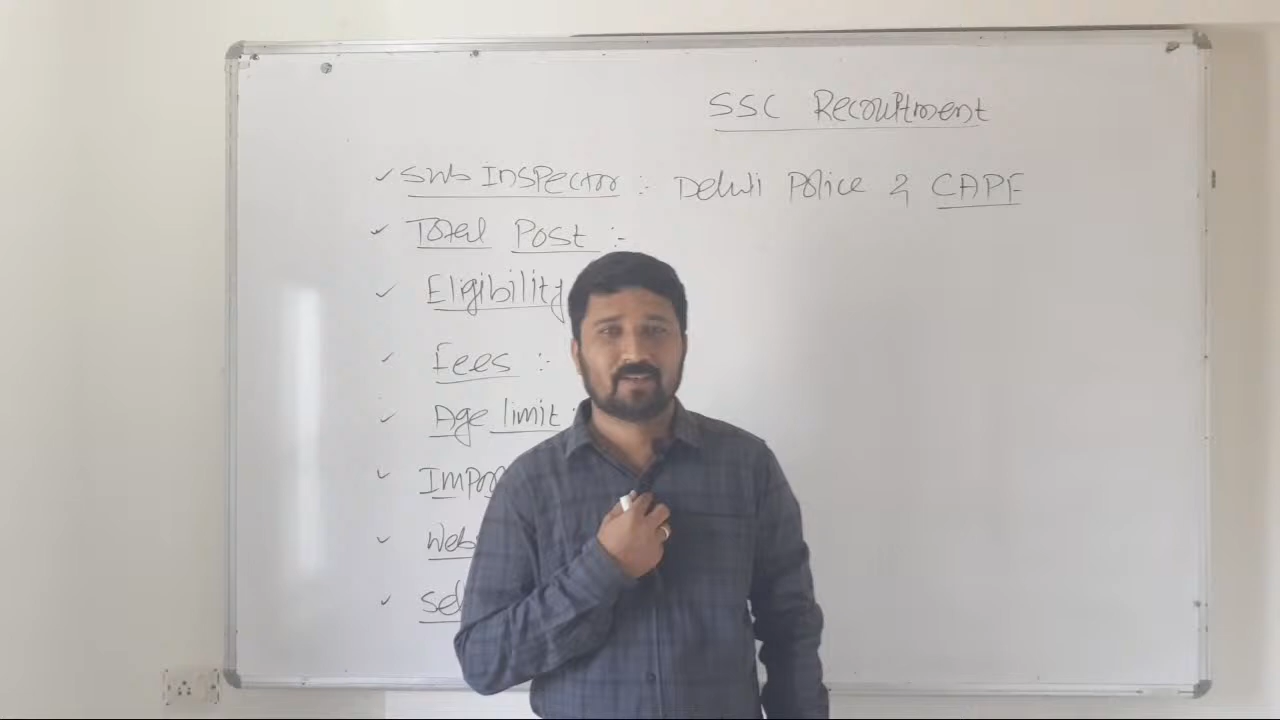 SSC Recruitment
Sub Inspector :- Delhi Police & CAPF
Total Post :-
Eligibility
Fees :-
Age limit :